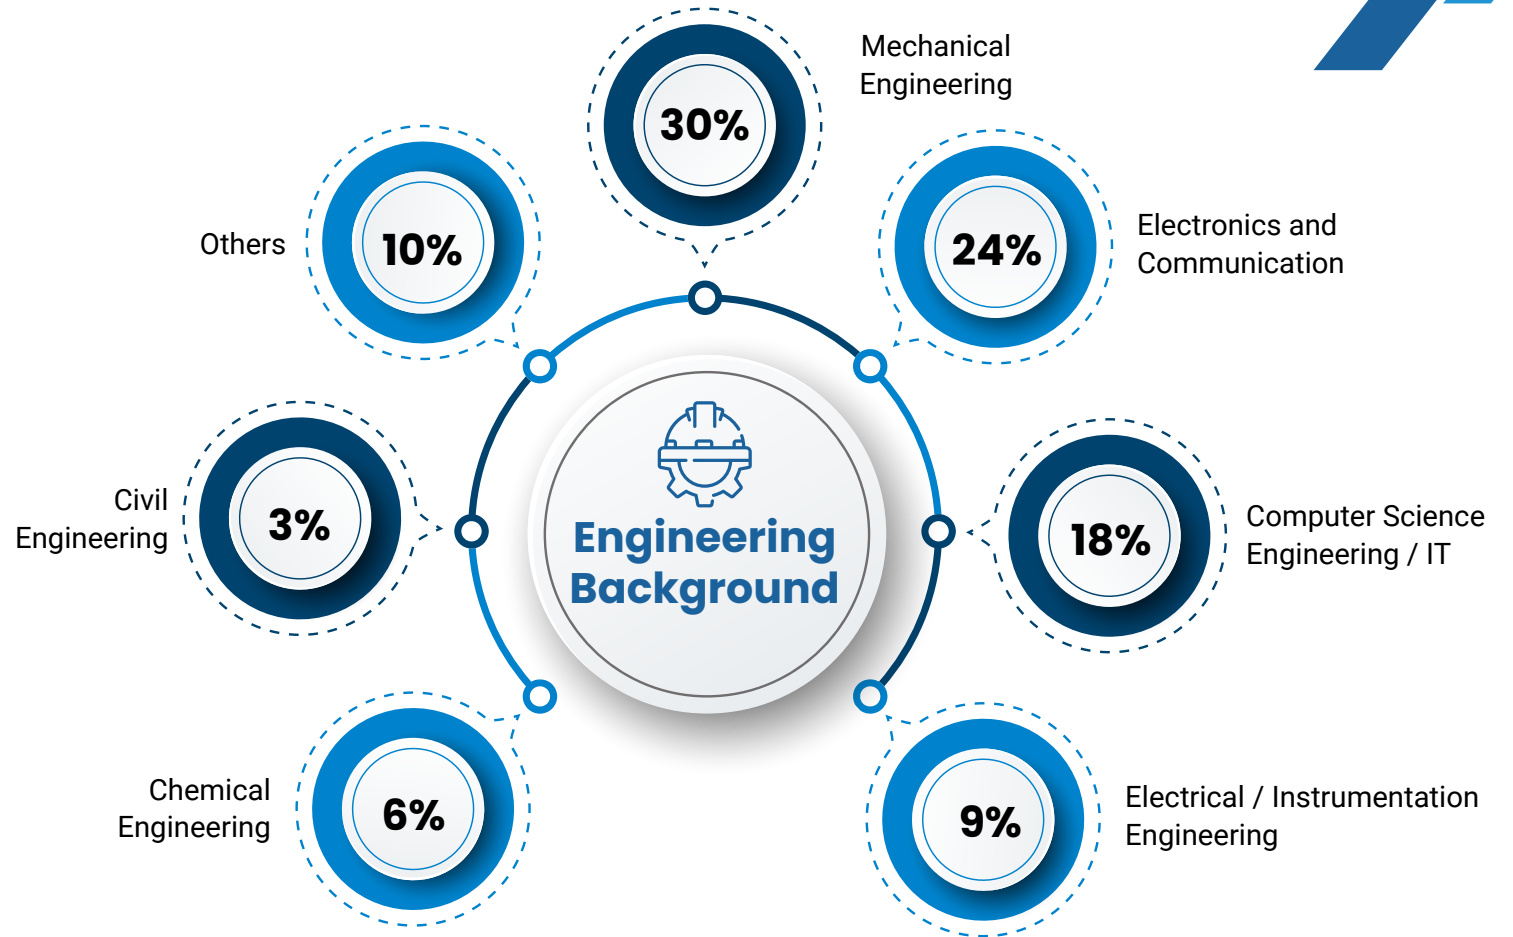 30%
Mechanical
Engineering
24%
Electronics and
Communication
18%
Computer Science
Engineering / IT
9%
Electrical / Instrumentation
Engineering
6%
Chemical
Engineering
3%
Civil
Engineering
10%
Others
Engineering
Background